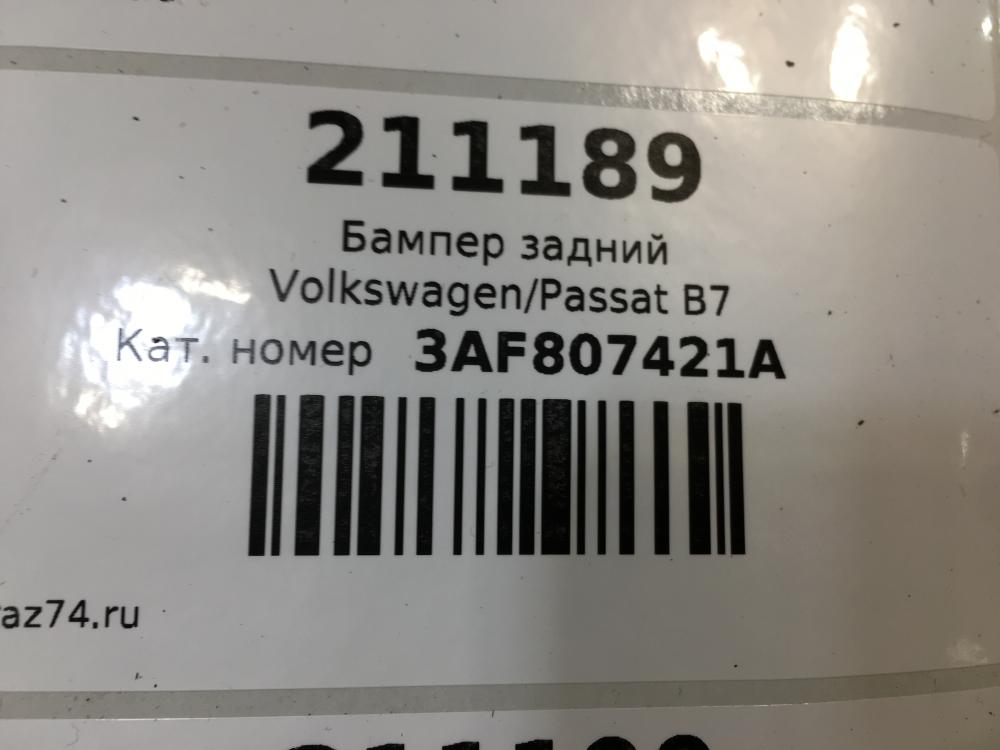 211189
Бампер задний
Volkswagen/Passat B7
Кат. номер 3AF807421A
az74.ru